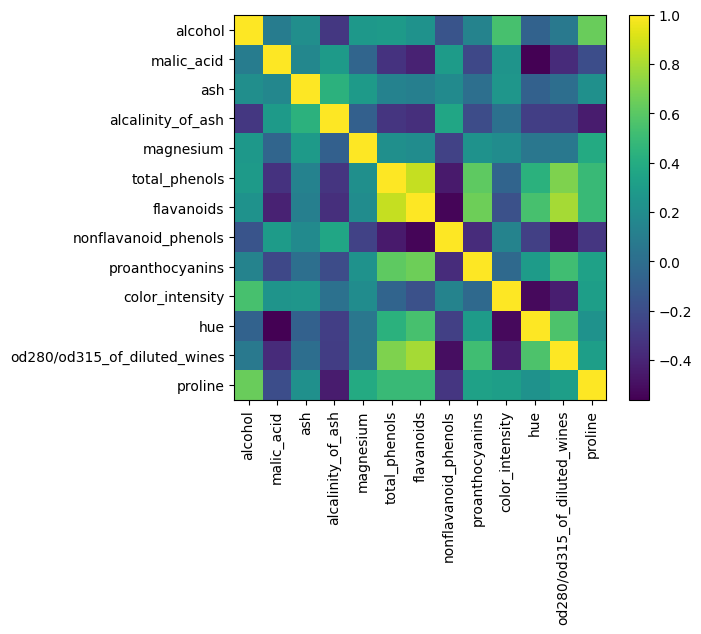 alcohol
malic_acid
ash
alcalinity_of_ash
magnesium
total_phenols
flavanoids
nonflavanoid_phenols
proanthocyanins
color_intensity
hue
od280/od315_of_diluted_wines
proline
alcohol
malic_acid
ash
alcalinity_of_ash
magnesium
total_phenols
flavanoids
nonflavanoid_phenols
proanthocyanins
color_intensity
hue
od280/od315_of_diluted_wines
proline
1.0
0.8
0.6
0.4
0.2
0.0
−0.2
−0.4